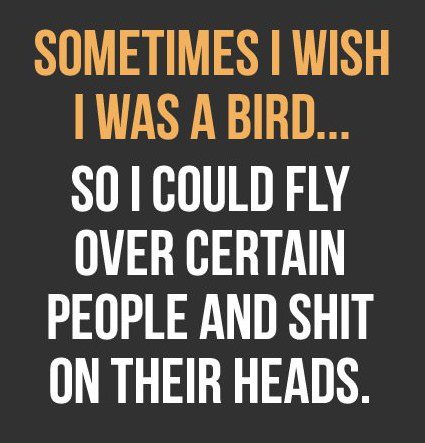 SOMETIMES I WISH
I WAS A BIRD...
SO I COULD FLY
OVER CERTAIN
PEOPLE AND SHIT
ON THEIR HEADS.